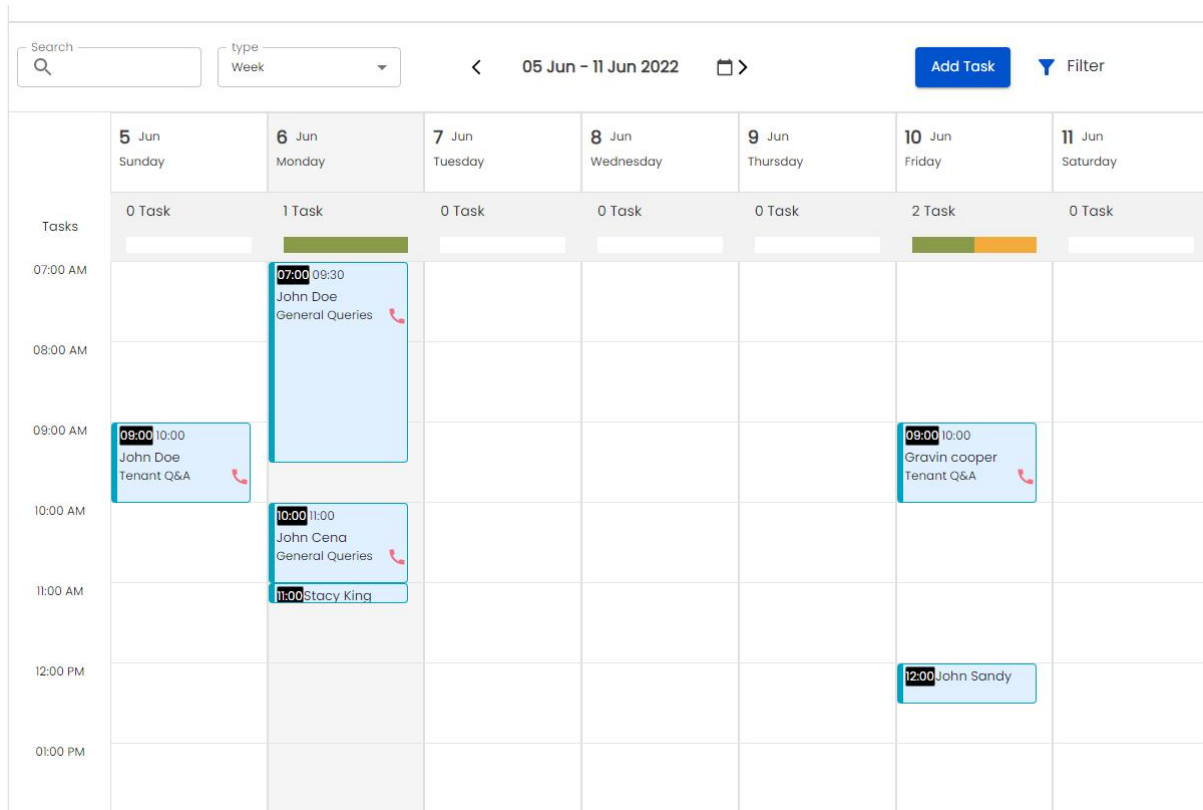 Search
type
Week
05 Jun - 11 Jun 2022
Add Task
Filter
5 Jun
Sunday
6 Jun
Monday
7 Jun
Tuesday
8 Jun
Wednesday
9 Jun
Thursday
10 Jun
Friday
11 Jun
Saturday
Tasks
0 Task
1 Task
0 Task
0 Task
0 Task
2 Task
0 Task
07:00 AM
07:00 09:30
John Doe
General Queries
08:00 AM
09:00 AM
09:00 10:00
John Doe
Tenant Q&A
09:00 10:00
Gravin cooper
Tenant Q&A
10:00 AM
10:00 11:00
John Cena
General Queries
11:00 AM
11:00 Stacy King
12:00 PM
12:00 John Sandy
01:00 PM